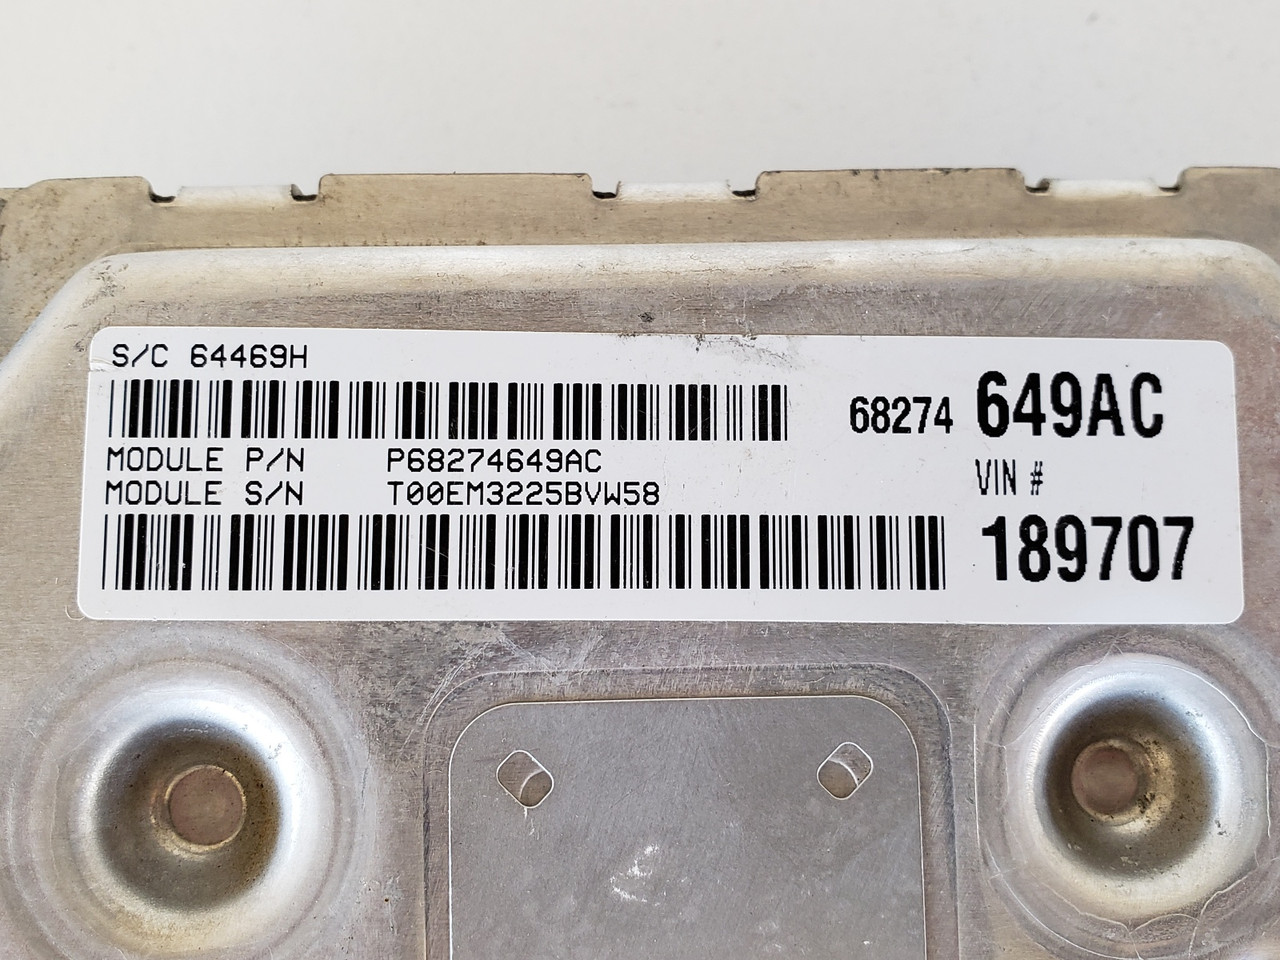 S/C 64469H
68274 649AC
MODULE P/N P68274649AC
MODULE S/N T00EM3225BVW58
VIN #
189707